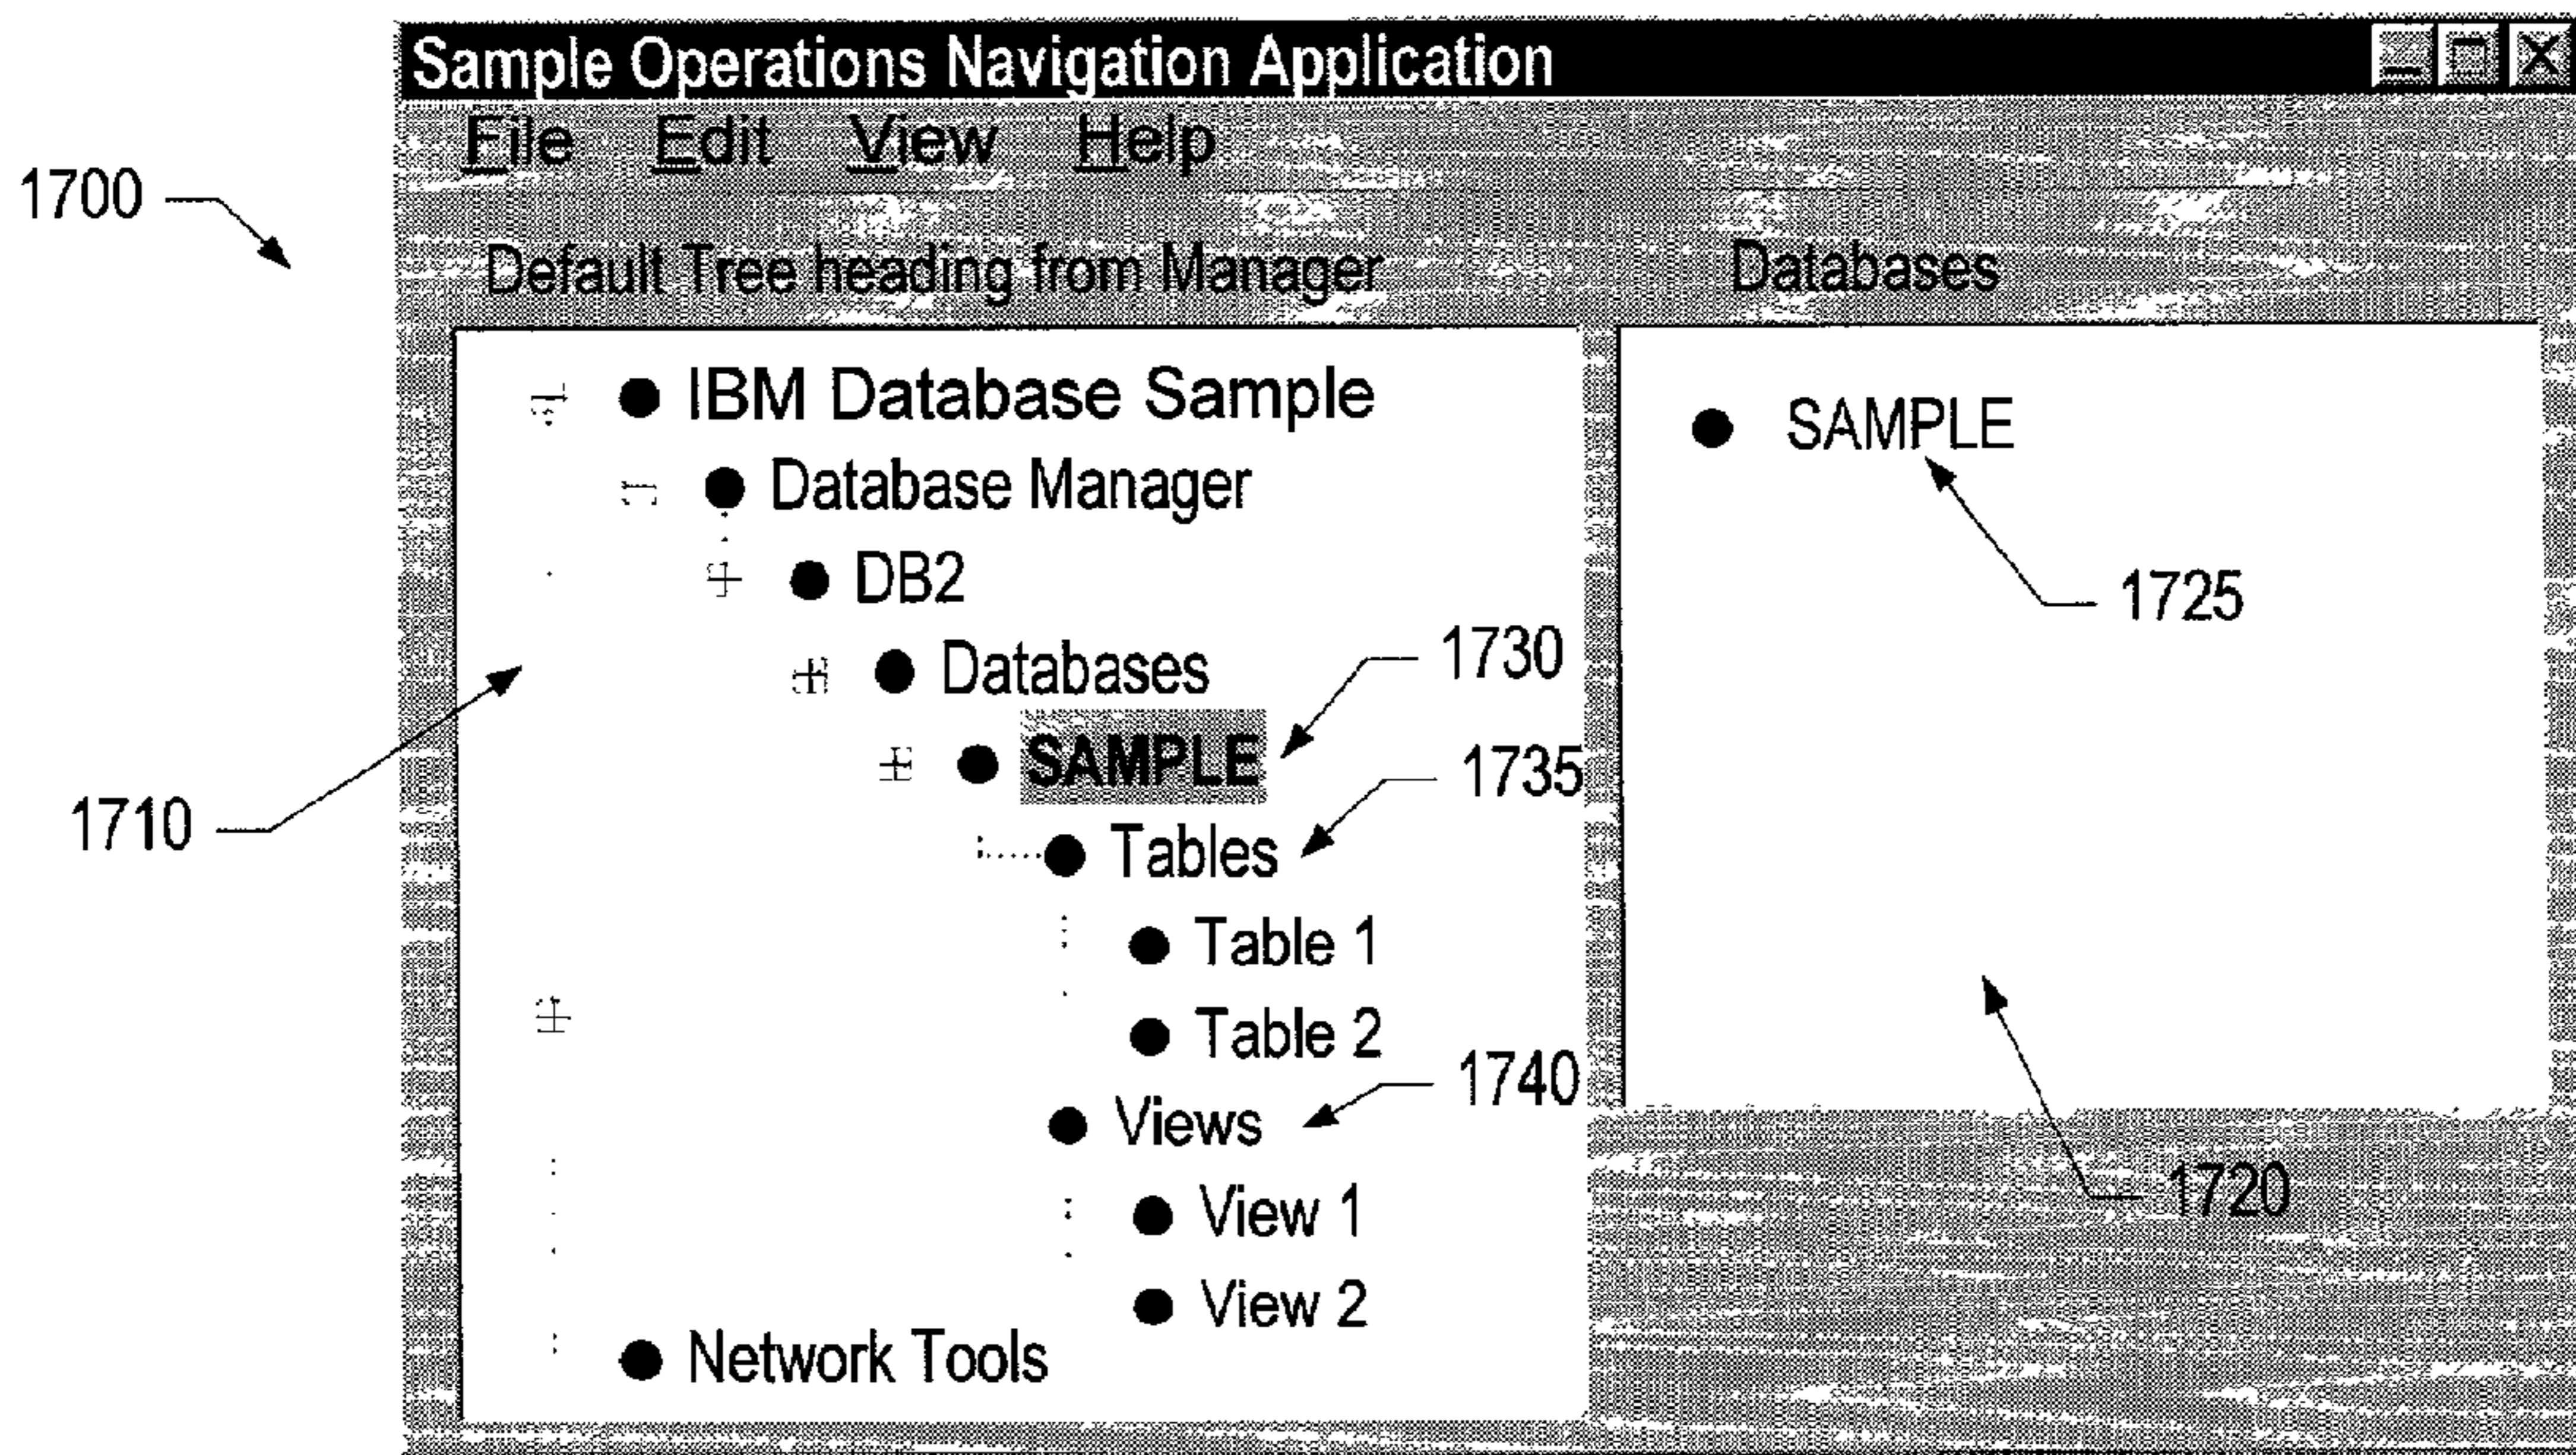 Sample Operations Navigation Application
File Edit View Help
1700
Default Tree heading from Manager Databases
IBM Database Sample
SAMPLE
Database Manager
DB2
1725
Databases
1730
SAMPLE
1735
1710
Tables
Table 1
Table 2
1740
Views
1720
View 1
View 2
Network Tools